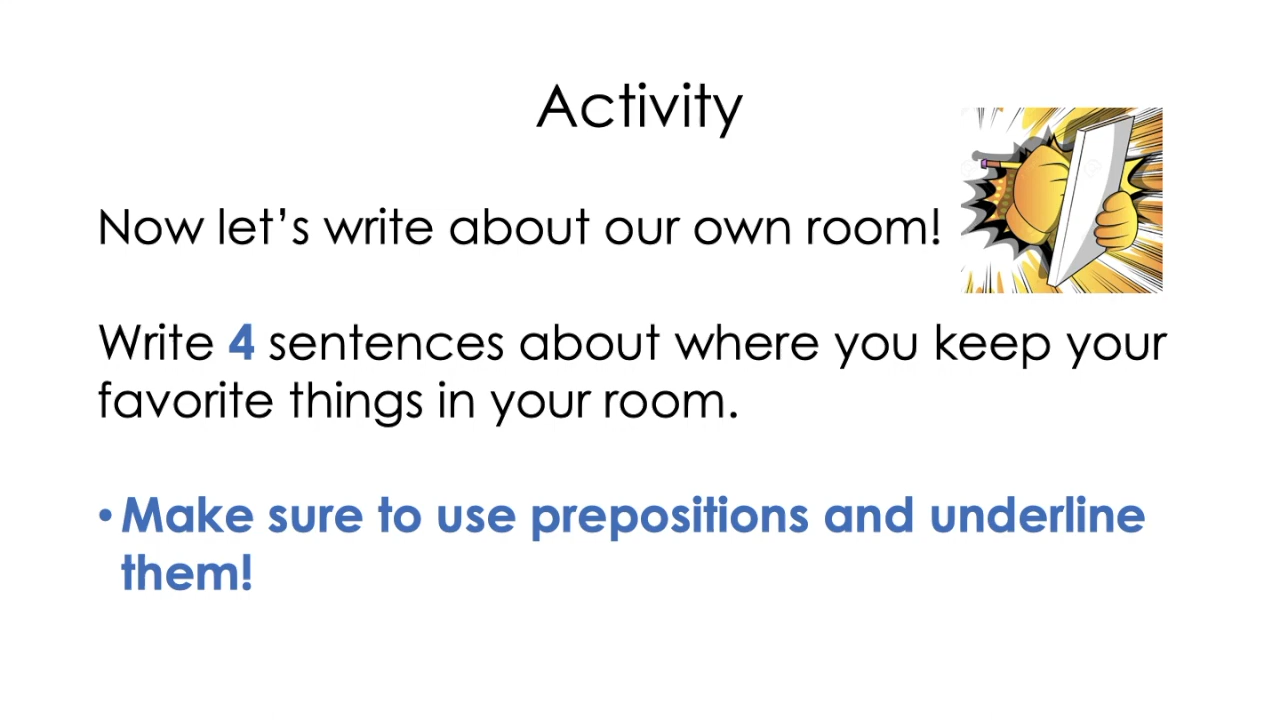 Activity
Now let’s write about our own room!
Write 4 sentences about where you keep your
favorite things in your room.
• Make sure to use prepositions and underline
them!